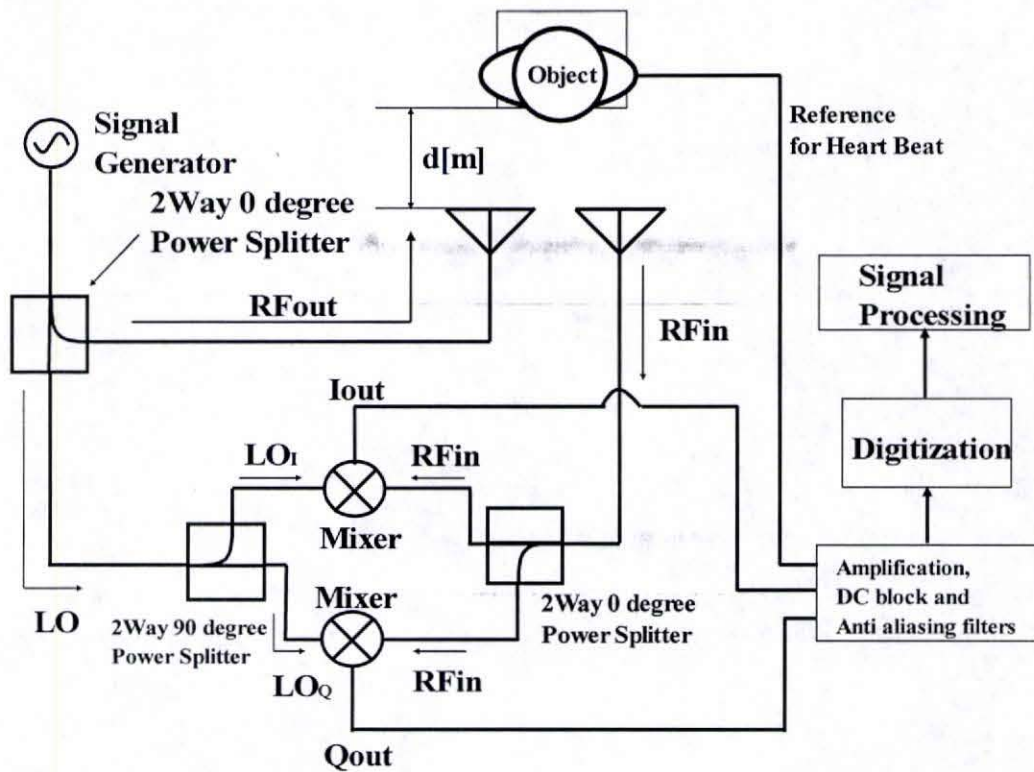 Object
Signal
Generator
2Way 0 degree
Power Splitter
d[m]
Reference
for Heart Beat
RFout
RFin
Signal
Processing
Iout
LOI
RFin
Mixer
Digitization
Mixer
LO
2Way 90 degree
Power Splitter
LOQ
RFin
2Way 0 degree
Power Splitter
Amplification,
DC block and
Anti aliasing filters
Qout